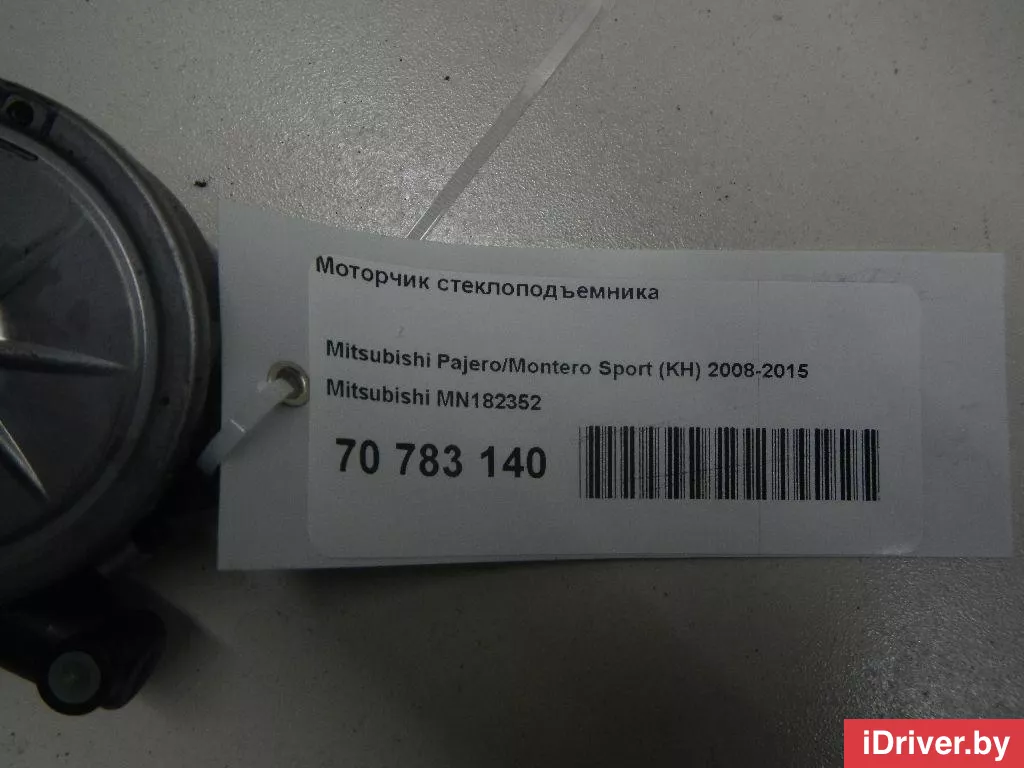 Моторчик стеклоподъемника
Mitsubishi Pajero/Montero Sport (KH) 2008-2015
Mitsubishi MN182352
70 783 140
iDriver.by